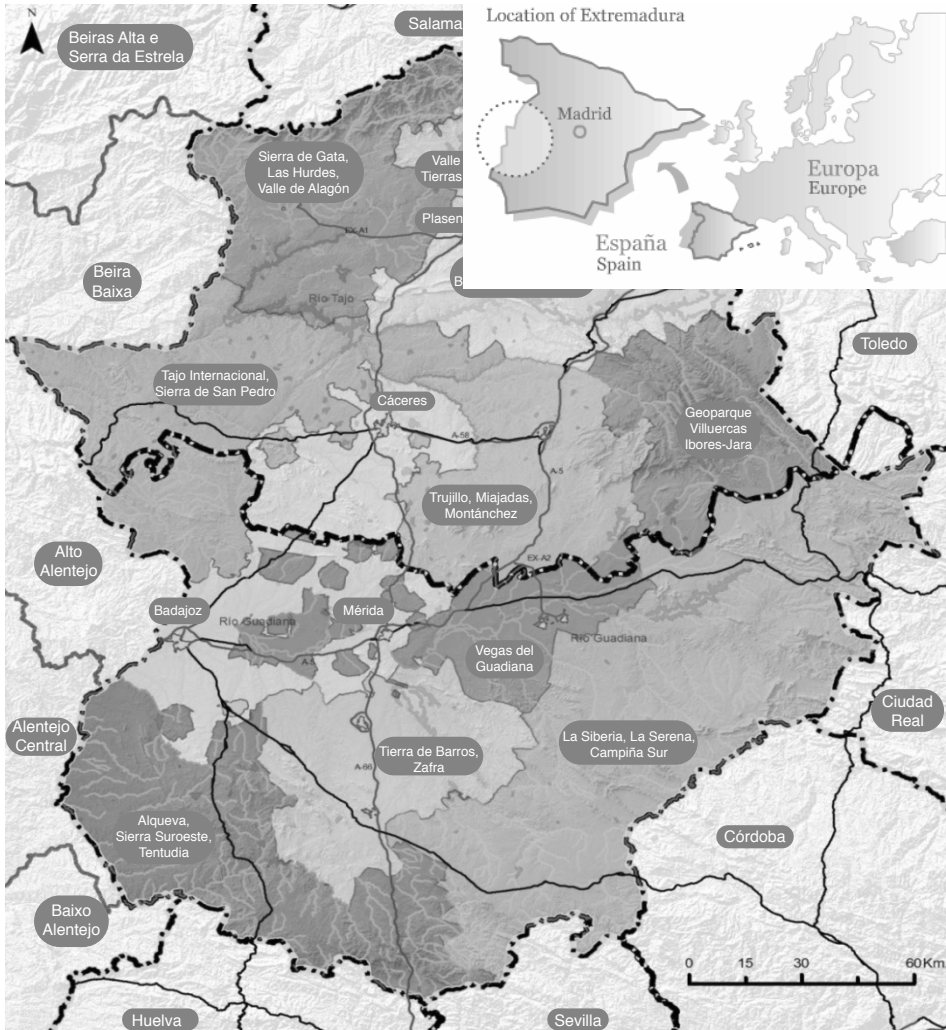 N
Beiras Alta e
Serra da Estrela
Salama
Location of Extremadura
Madrid
Europa
Europe
España
Spain
Sierra de Gata,
Las Hurdes,
Valle de Alagón
Valle
Tierras
Plasen
EX-A1
B
Beira
Baixa
Río Tajo
Toledo
Tajo Internacional,
Sierra de San Pedro
Cáceres
Geoparque
Villuercas
Ibores-Jara
A-58
A-5
Trujillo, Miajadas,
Montánchez
Alto
Alentejo
EX-A2
Badajoz
Mérida
Río Guadiana
Río Guadiana
Vegas del
Guadiana
A-5
Alentejo
Central
Ciudad
Real
La Siberia, La Serena,
Campiña Sur
Tierra de Barros,
Zafra
A-66
Alqueva,
Sierra Suroeste,
Tentudia
Córdoba
Baixo
Alentejo
0 15 30 60 Km.
Huelva
Sevilla